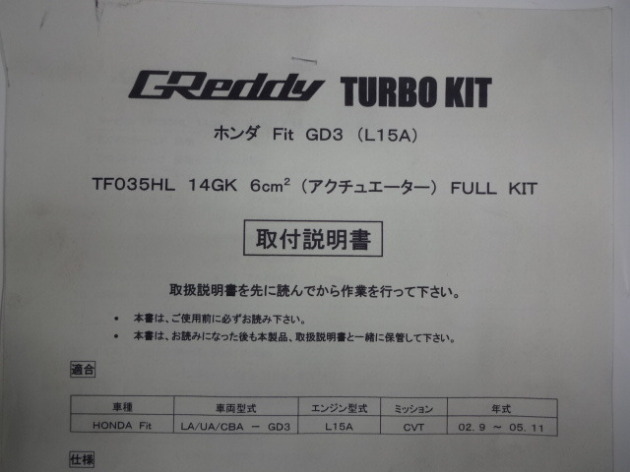 GReddy TURBO KIT
ホンダ Fit GD3 (L15A)
TF035HL 14GK 6cm² (アクチュエーター) FULL KIT
取付説明書
取扱説明書を先に読んでから作業を行って下さい。
• 本書は、ご使用前に必ずお読み下さい。
• 本書は、お読みになった後も本製品、取扱説明書と一緒に保管して下さい。
適合
車種 車両型式 エンジン型式 ミッション 年式
HONDA Fit LA/UA/CBA － GD3 L15A CVT 02.9 ～ 05.11
仕様